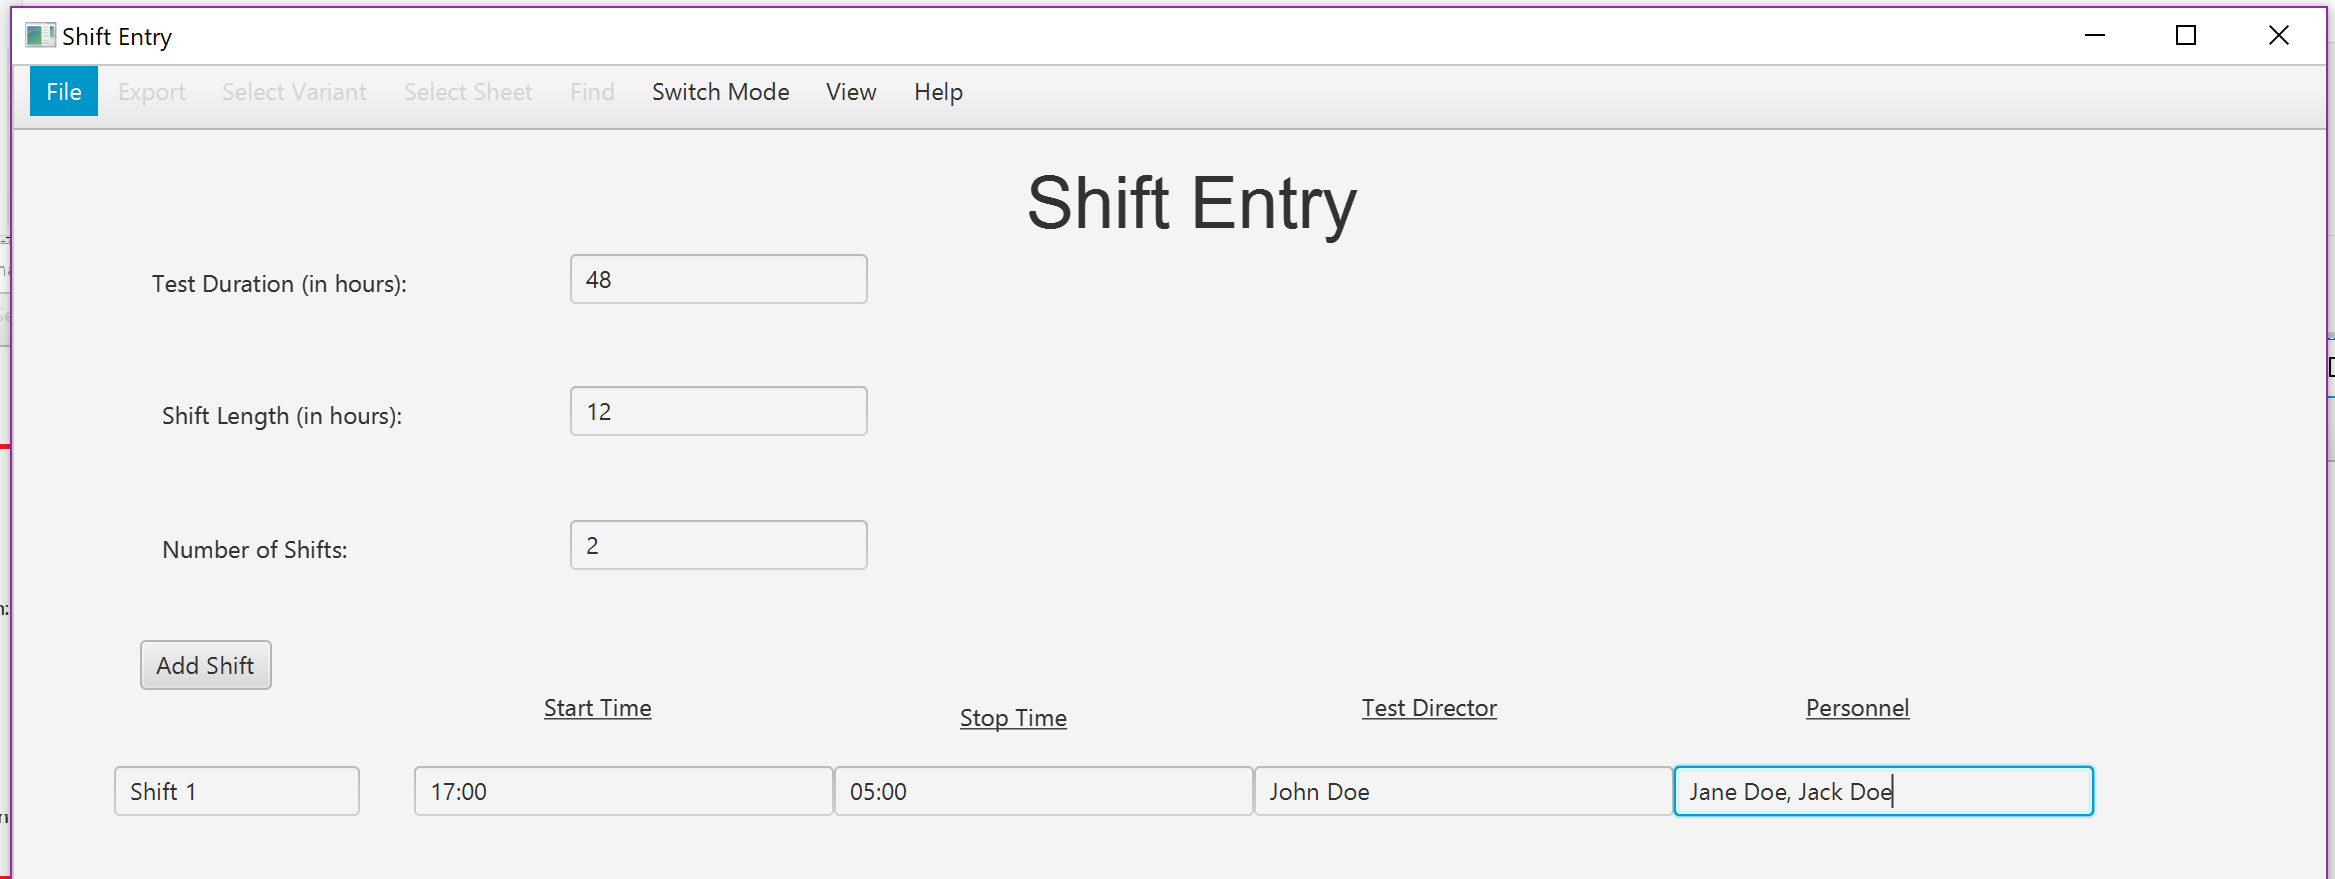 Shift Entry
File Export Select Variant Select Sheet Find Switch Mode View Help
Shift Entry
Test Duration (in hours): 48
Shift Length (in hours): 12
Number of Shifts: 2
Add Shift
Start Time Stop Time Test Director Personnel
Shift 1 17:00 05:00 John Doe Jane Doe, Jack Doe